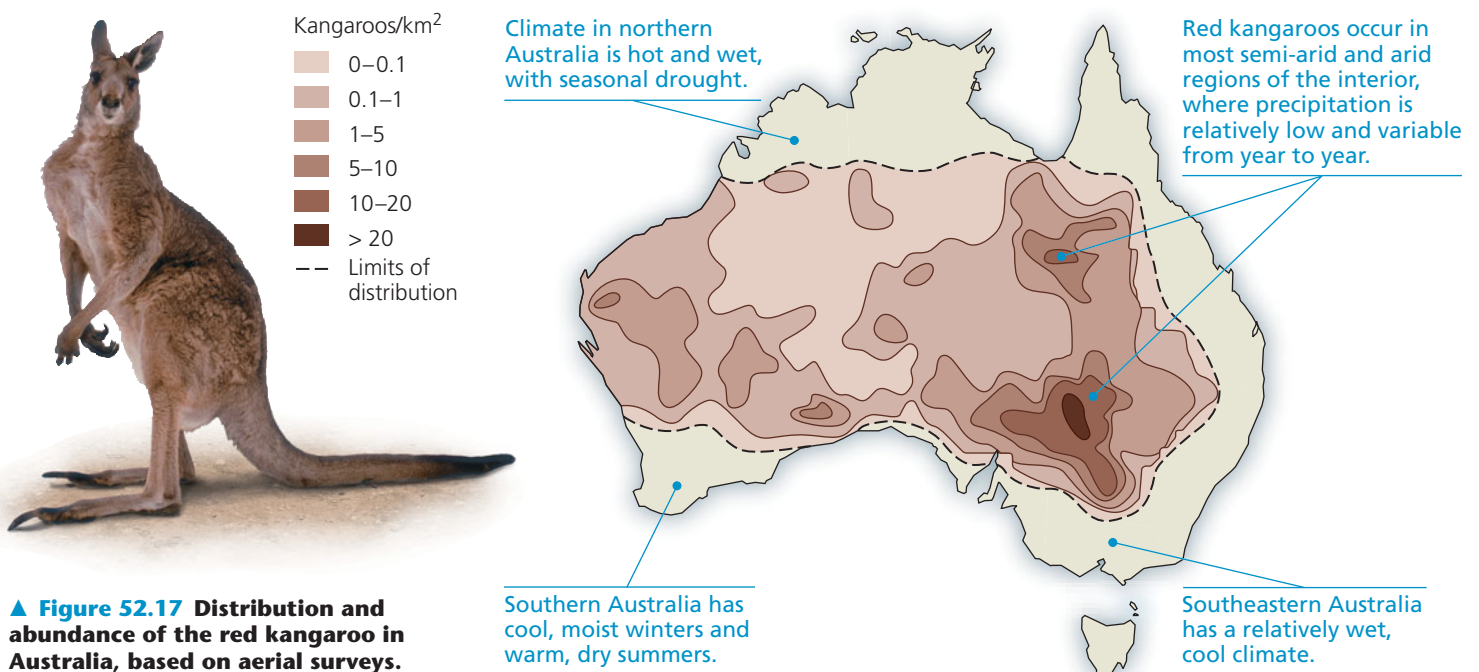 Kangaroos/km²
0–0.1
0.1–1
1–5
5–10
10–20
> 20
Limits of
distribution
Climate in northern
Australia is hot and wet,
with seasonal drought.
Red kangaroos occur in
most semi-arid and arid
regions of the interior,
where precipitation is
relatively low and variable
from year to year.
Southern Australia has
cool, moist winters and
warm, dry summers.
Southeastern Australia
has a relatively wet,
cool climate.
▲ Figure 52.17 Distribution and
abundance of the red kangaroo in
Australia, based on aerial surveys.